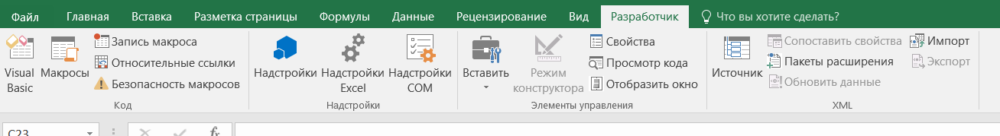 Файл Главная Вставка Разметка страницы Формулы Данные Рецензирование Вид Разработчик Что вы хотите сделать?
Visual Basic
Макросы
Запись макроса
Относительные ссылки
Безопасность макросов
Код
Надстройки
Надстройки Excel
Надстройки COM
Надстройки
Вставить
Режим конструктора
Свойства
Просмотр кода
Отобразить окно
Элементы управления
Источник
Сопоставить свойства
Пакеты расширения
Обновить данные
Импорт
Экспорт
XML
C23
fx